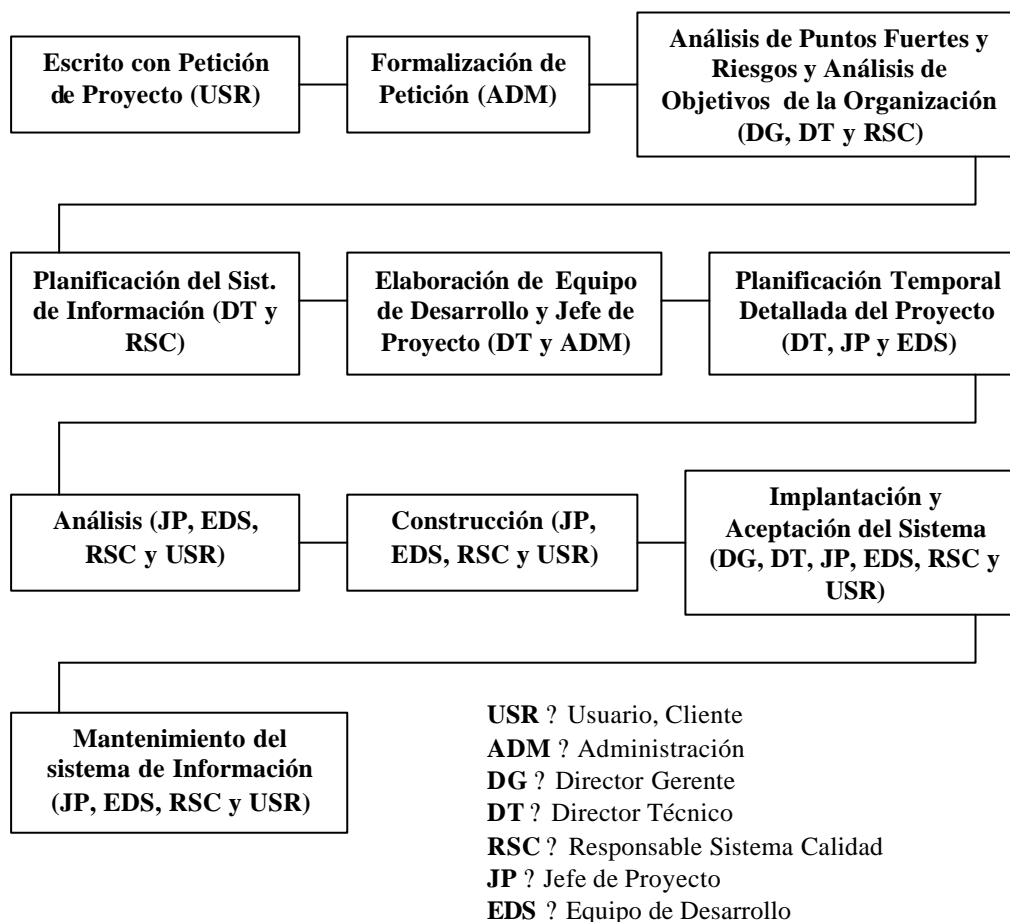 Escrito con Petición
de Proyecto (USR)
Formalización de
Petición (ADM)
Análisis de Puntos Fuertes y
Riesgos y Análisis de
Objetivos de la Organización
(DG, DT y RSC)
Planificación del Sist.
de Información (DT y
RSC)
Elaboración de Equipo
de Desarrollo y Jefe de
Proyecto (DT y ADM)
Planificación Temporal
Detallada del Proyecto
(DT, JP y EDS)
Análisis (JP, EDS,
RSC y USR)
Construcción (JP,
EDS, RSC y USR)
Implantación y
Aceptación del Sistema
(DG, DT, JP, EDS, RSC y
USR)
Mantenimiento del
sistema de Información
(JP, EDS, RSC y USR)
USR ? Usuario, Cliente
ADM ? Administración
DG ? Director Gerente
DT ? Director Técnico
RSC ? Responsable Sistema Calidad
JP ? Jefe de Proyecto
EDS ? Equipo de Desarrollo